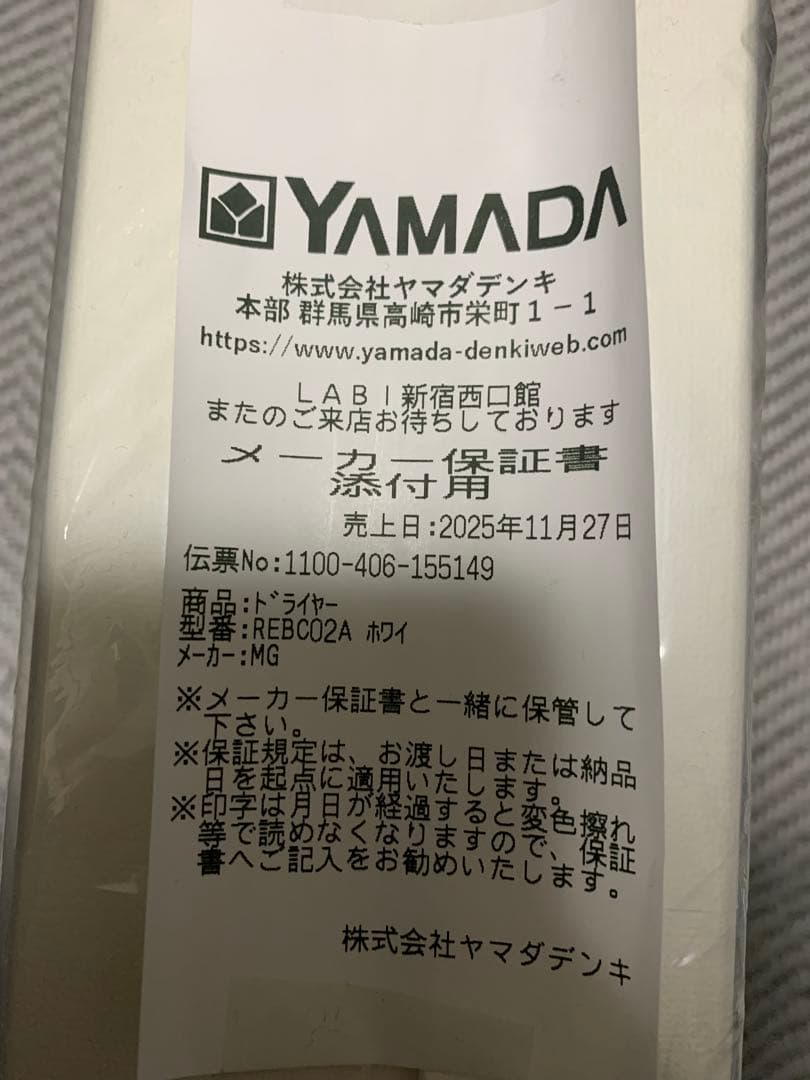 YAMADA
株式会社ヤマダデンキ
本部 群馬県高崎市栄町1-1
https://www.yamada-denkiweb.com
LABI新宿西口館
またのご来店お待ちしております
メーカー保証書
添付用
売上日:2025年11月27日
伝票No:1100-406-155149
商品:ﾄﾞﾗｲﾔｰ
型番:REBC02A ﾎﾜｲ
ﾒｰｶｰ:MG
※メーカー保証書と一緒に保管して
下さい。
※保証規定は、お渡し日または納品
日を起点に適用いたします。
※印字は月日が経過すると変色擦れ
等で読めなくなりますので、保証
書へご記入をお勧めいたします。
株式会社ヤマダデンキ